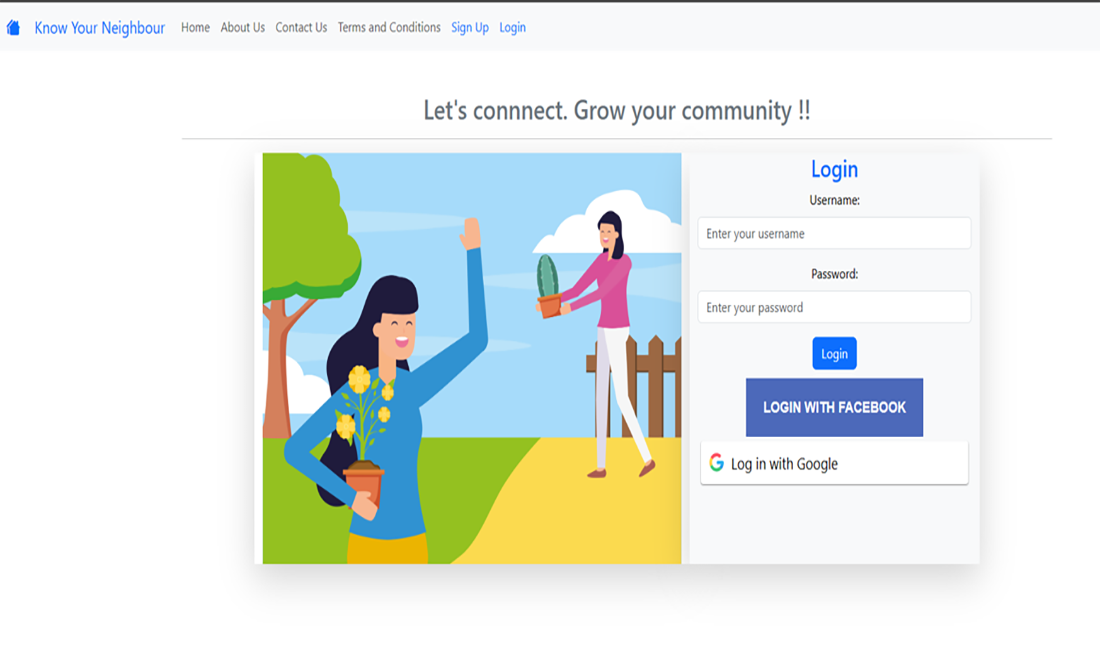 Know Your Neighbour Home About Us Contact Us Terms and Conditions Sign Up Login
Let's connnect. Grow your community !!
Login
Username:
Enter your username
Password:
Enter your password
Login
LOGIN WITH FACEBOOK
Log in with Google